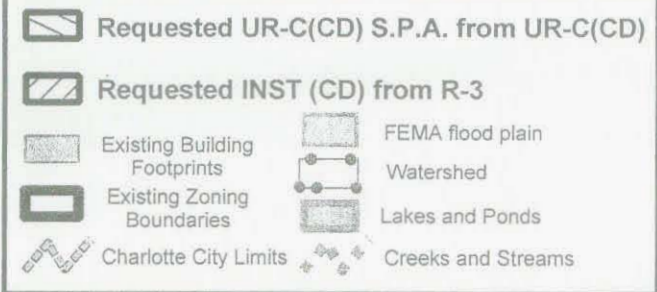 Requested UR-C(CD) S.P.A. from UR-C(CD)
Requested INST (CD) from R-3
Existing Building
Footprints
Existing Zoning
Boundaries
Charlotte City Limits
FEMA flood plain
Watershed
Lakes and Ponds
Creeks and Streams